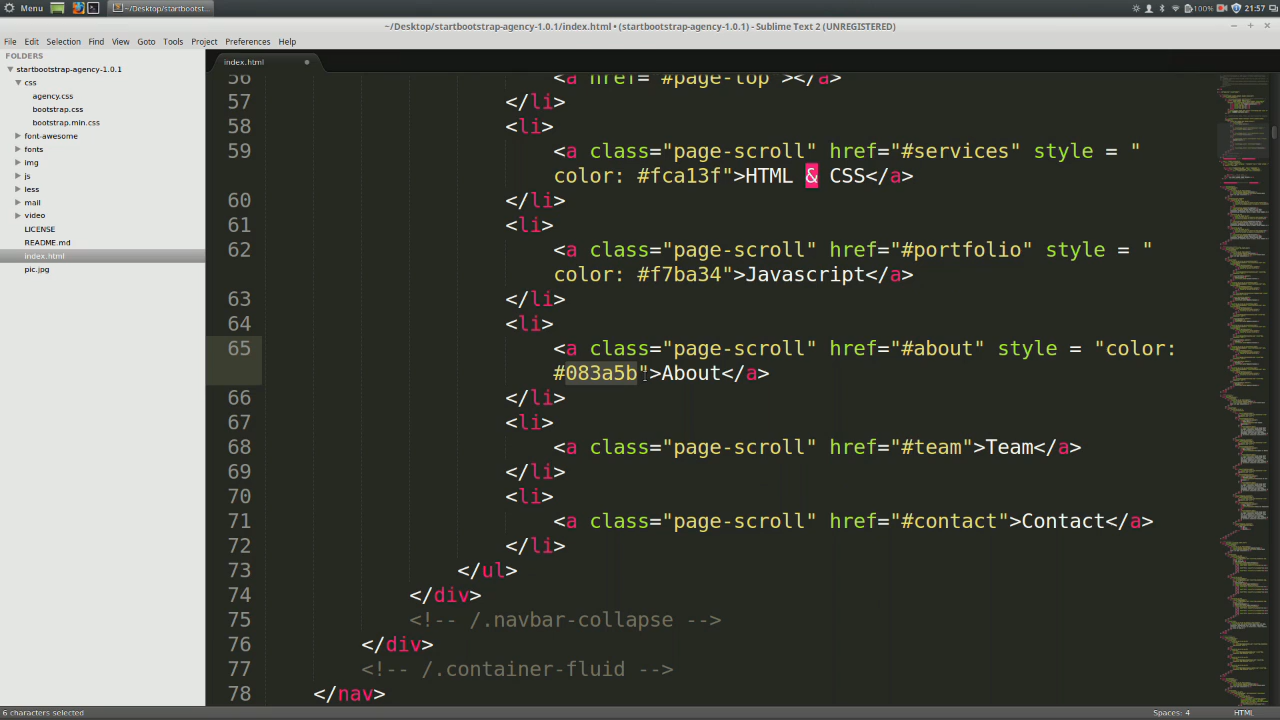 Menu
~/Desktop/startbootst...
100%
21:57
~/Desktop/startbootstrap-agency-1.0.1/index.html • (startbootstrap-agency-1.0.1) - Sublime Text 2 (UNREGISTERED)
File Edit Selection Find View Goto Tools Project Preferences Help
FOLDERS
startbootstrap-agency-1.0.1
css
agency.css
bootstrap.css
bootstrap.min.css
font-awesome
fonts
img
js
less
mail
video
LICENSE
README.md
index.html
pic.jpg
index.html
56 <a href="#page-top"></a>
57 </li>
58 <li>
59 <a class="page-scroll" href="#services" style = "
color: #fca13f">HTML & CSS</a>
60 </li>
61 <li>
62 <a class="page-scroll" href="#portfolio" style = "
color: #f7ba34">Javascript</a>
63 </li>
64 <li>
65 <a class="page-scroll" href="#about" style = "color:
#083a5b">About</a>
66 </li>
67 <li>
68 <a class="page-scroll" href="#team">Team</a>
69 </li>
70 <li>
71 <a class="page-scroll" href="#contact">Contact</a>
72 </li>
73 </ul>
74 </div>
75 <!-- /.navbar-collapse -->
76 </div>
77 <!-- /.container-fluid -->
78 </nav>
6 characters selected
Spaces: 4
HTML